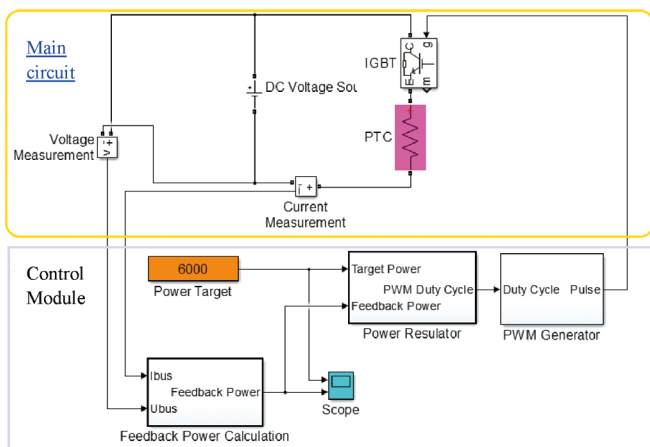 Main
circuit
IGBT
C
g
E
m
DC Voltage Sou
PTC
Voltage
Measurement
v
+
-
+
i
-
+
Current
Measurement
Control
Module
6000
Power Target
Target Power
PWM Duty Cycle
Feedback Power
Power Resulator
Duty Cycle
Pulse
PWM Generator
Ibus
Feedback Power
Ubus
Feedback Power Calculation
Scope